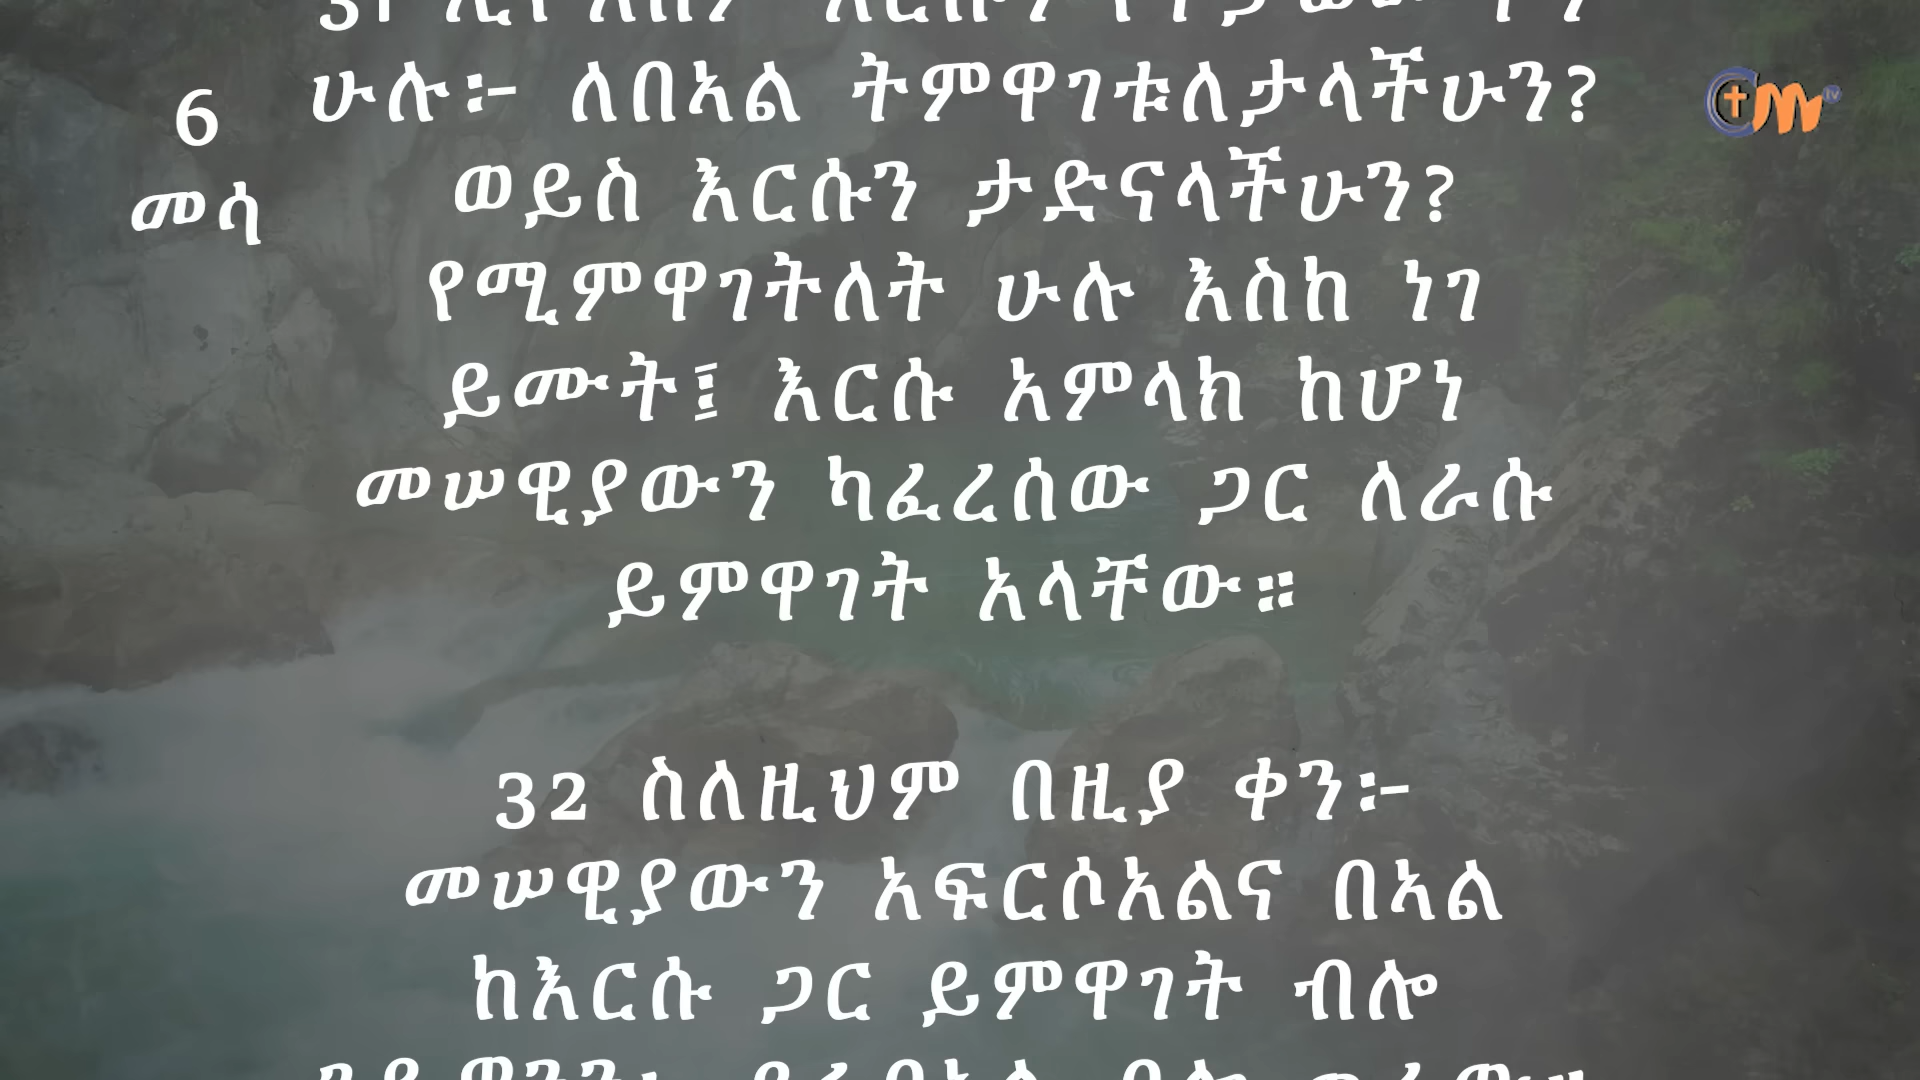 31
6
መሳ
ሁሉ፦ ለበኣል ትምዋገቱለታላችሁን?
ወይስ እርሱን ታድናላችሁን?
የሚምዋገትለት ሁሉ እስከ ነገ
ይሙት፤ እርሱ አምላክ ከሆነ
መሠዊያውን ካፈረሰው ጋር ለራሱ
ይምዋገት አላቸው።
32 ስለዚህም በዚያ ቀን፦
መሠዊያውን አፍርሶአልና በኣል
ከእርሱ ጋር ይምዋገት ብሎ